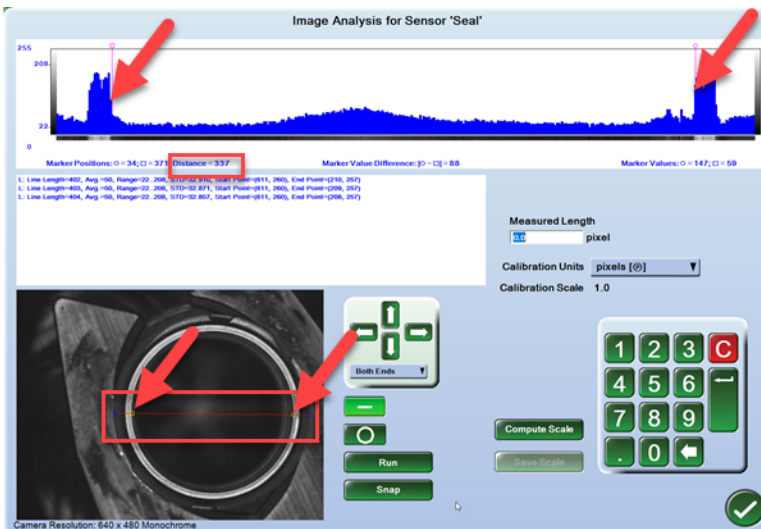 Image Analysis for Sensor 'Seal'
255
208
22
0
Marker Positions: O = 34; □ = 371 Distance = 337 Marker Value Difference: [O - □] = 88 Marker Values: O = 147; □ = 59
L: Line Length=402, Avg.=50, Range=22..208, STD=32.910, Start Point=(611, 260), End Point=(210, 257)
L: Line Length=403, Avg.=50, Range=22..208, STD=32.871, Start Point=(611, 260), End Point=(209, 257)
L: Line Length=404, Avg.=50, Range=22..208, STD=32.857, Start Point=(611, 260), End Point=(208, 257)
Measured Length
0.0 pixel
Calibration Units pixels [℗]
Calibration Scale 1.0
Both Ends
Run
Snap
Compute Scale
Save Scale
1 2 3 C
4 5 6
7 8 9
. 0
Camera Resolution: 640 x 480 Monochrome